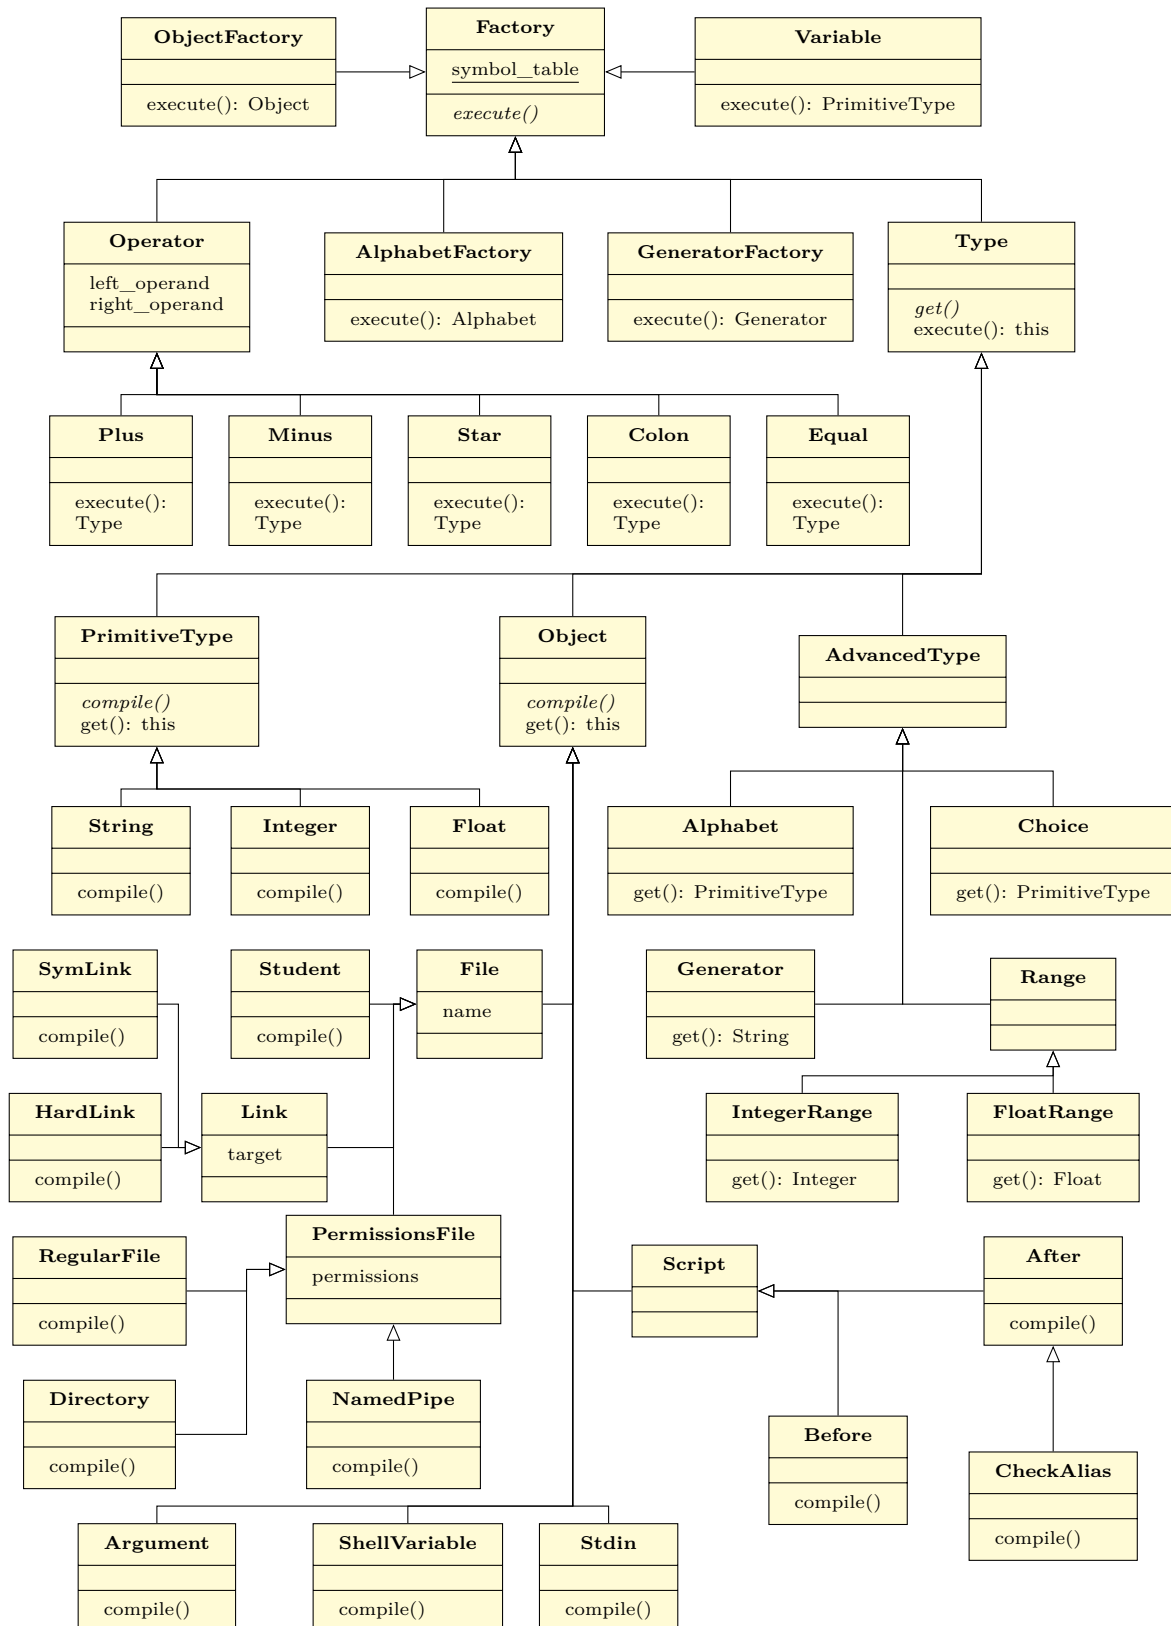 ObjectFactory
execute(): Object
Factory
symbol_table
execute()
Variable
execute(): PrimitiveType
Operator
left_operand
right_operand
AlphabetFactory
execute(): Alphabet
GeneratorFactory
execute(): Generator
Type
get()
execute(): this
Plus
execute():
Type
Minus
execute():
Type
Star
execute():
Type
Colon
execute():
Type
Equal
execute():
Type
PrimitiveType
compile()
get(): this
Object
compile()
get(): this
AdvancedType
String
compile()
Integer
compile()
Float
compile()
Alphabet
get(): PrimitiveType
Choice
get(): PrimitiveType
SymLink
compile()
Student
compile()
File
name
Generator
get(): String
Range
HardLink
compile()
Link
target
IntegerRange
get(): Integer
FloatRange
get(): Float
RegularFile
compile()
PermissionsFile
permissions
Script
After
compile()
Directory
compile()
NamedPipe
compile()
Before
compile()
CheckAlias
compile()
Argument
compile()
ShellVariable
compile()
Stdin
compile()